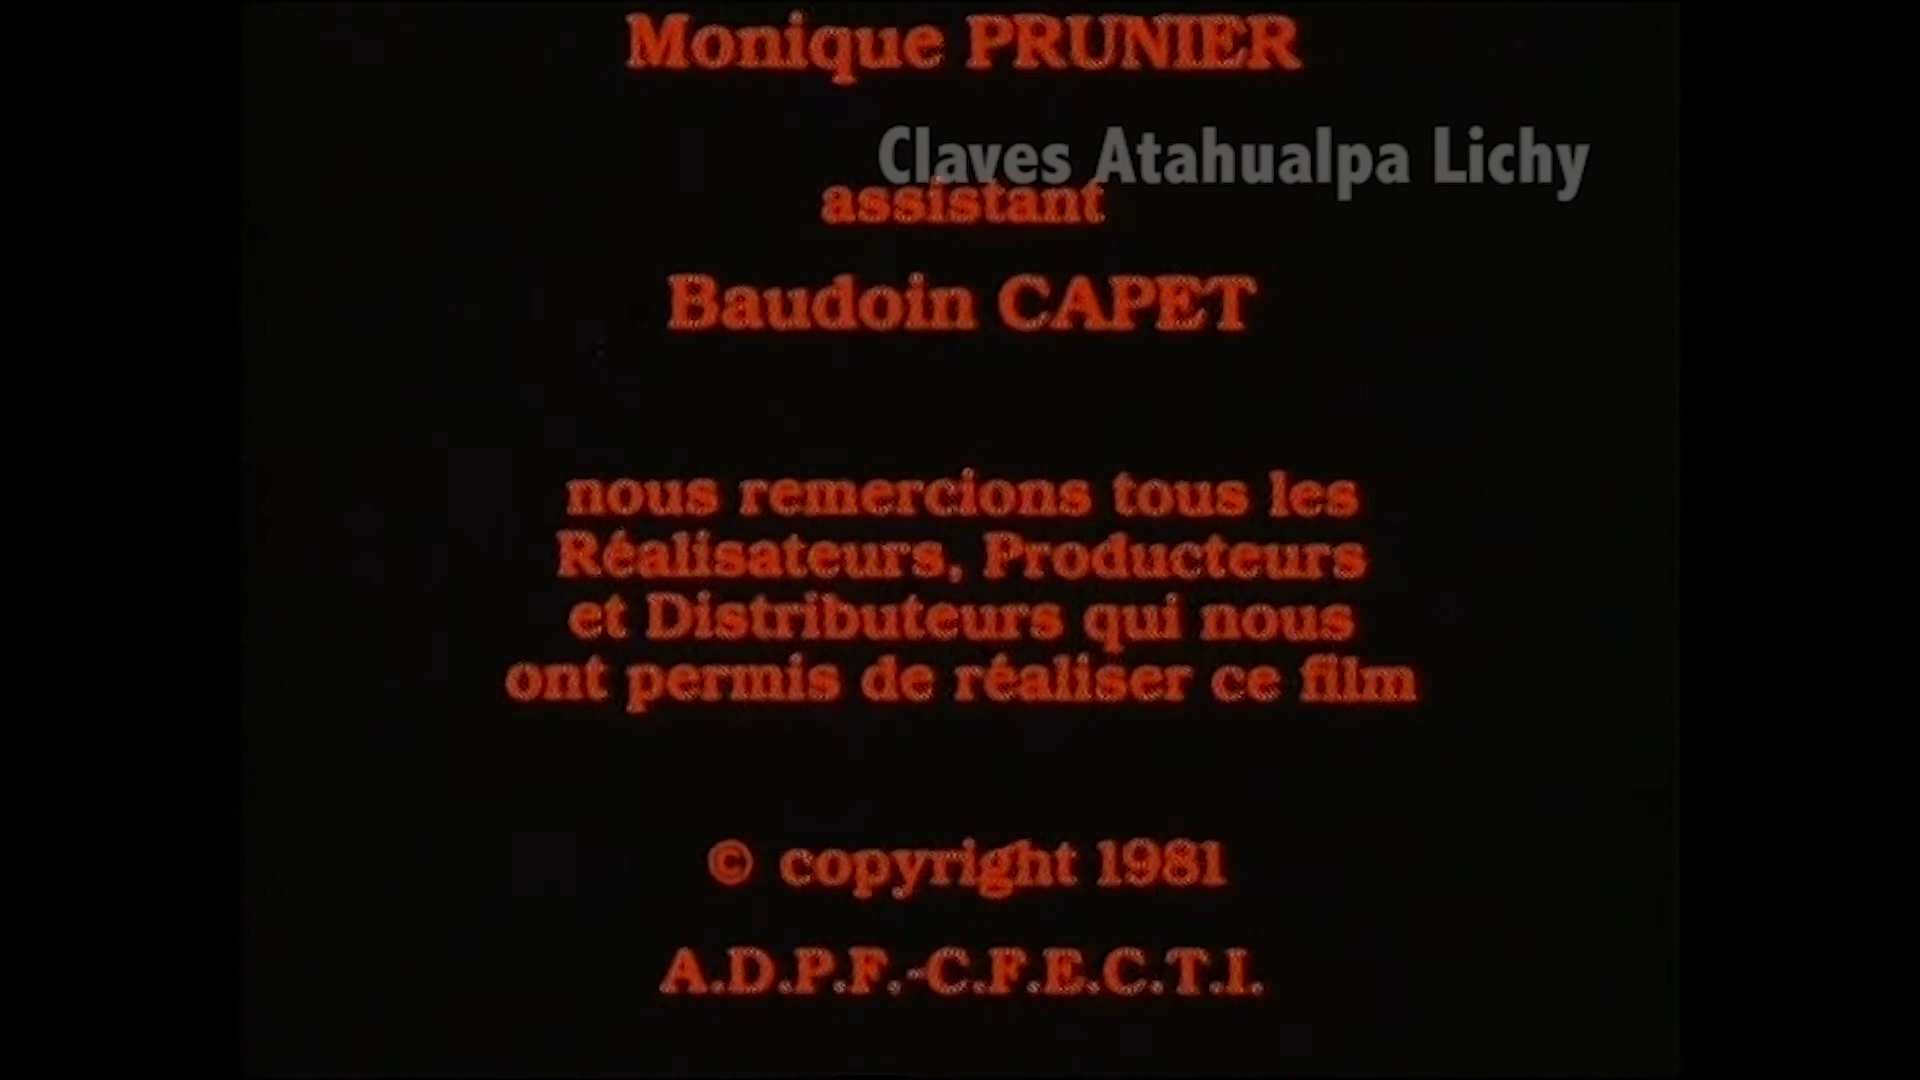 Monique PRUNIER
Claves Atahualpa Lichy
assistant
Baudoin CAPET
nous remercions tous les
Réalisateurs, Producteurs
et Distributeurs qui nous
ont permis de réaliser ce film
© copyright 1981
A.D.P.F.-C.F.E.C.T.I.